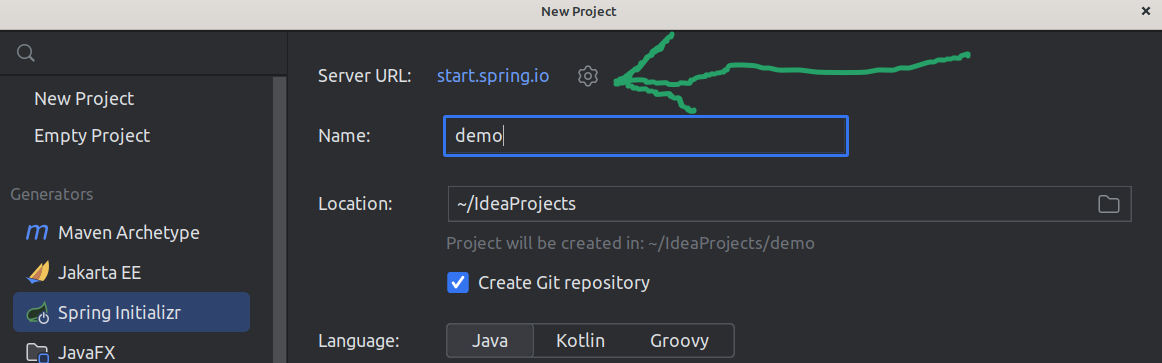 New Project
Server URL: start.spring.io
New Project
Empty Project
Name: demo
Generators
Location: ~/IdeaProjects
Maven Archetype
Project will be created in: ~/IdeaProjects/demo
Jakarta EE
Create Git repository
Spring Initializr
Language: Java Kotlin Groovy
JavaFX